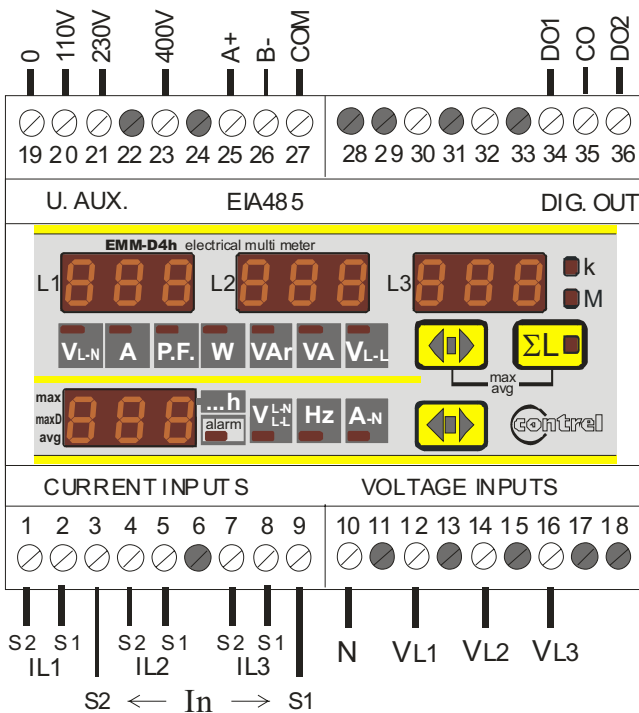 0 110V 230V 400V A+ B- COM DO1 CO DO2
19 20 21 22 23 24 25 26 27 28 29 30 31 32 33 34 35 36
U. AUX. EIA485 DIG. OUT
EMM-D4h electrical multi meter
L1 888 L2 888 L3 888 k
M
VL-N A P.F. W VAr VA VL-L ΣL
max
avg
max
maxD
avg
888 ...h
alarm
VL-N
L-L
Hz A-N contrel
CURRENT INPUTS VOLTAGE INPUTS
1 2 3 4 5 6 7 8 9 10 11 12 13 14 15 16 17 18
S2 S1 S2 S1 S2 S1 N VL1 VL2 VL3
IL1 IL2 IL3
S2 ← In → S1